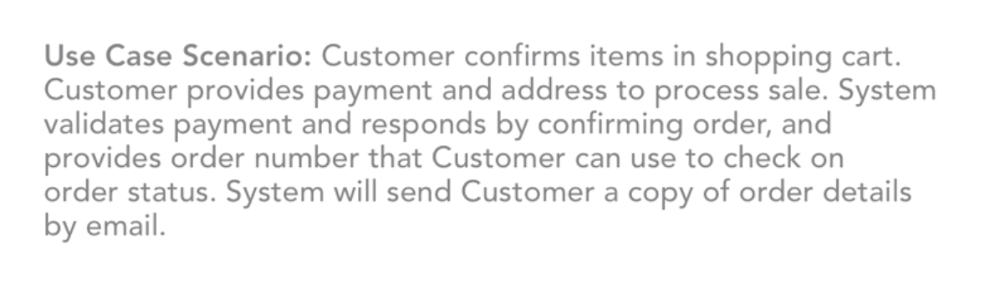 Use Case Scenario: Customer confirms items in shopping cart.
Customer provides payment and address to process sale. System
validates payment and responds by confirming order, and
provides order number that Customer can use to check on
order status. System will send Customer a copy of order details
by email.